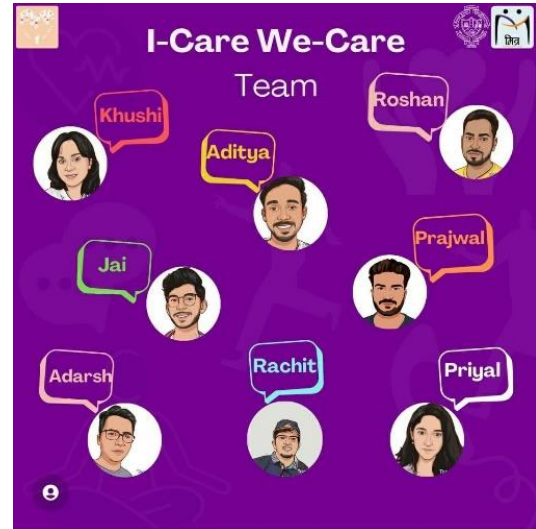 I-Care We-Care
Team
मित्र
Khushi
Roshan
Aditya
Prajwal
Jai
Adarsh
Rachit
Priyal